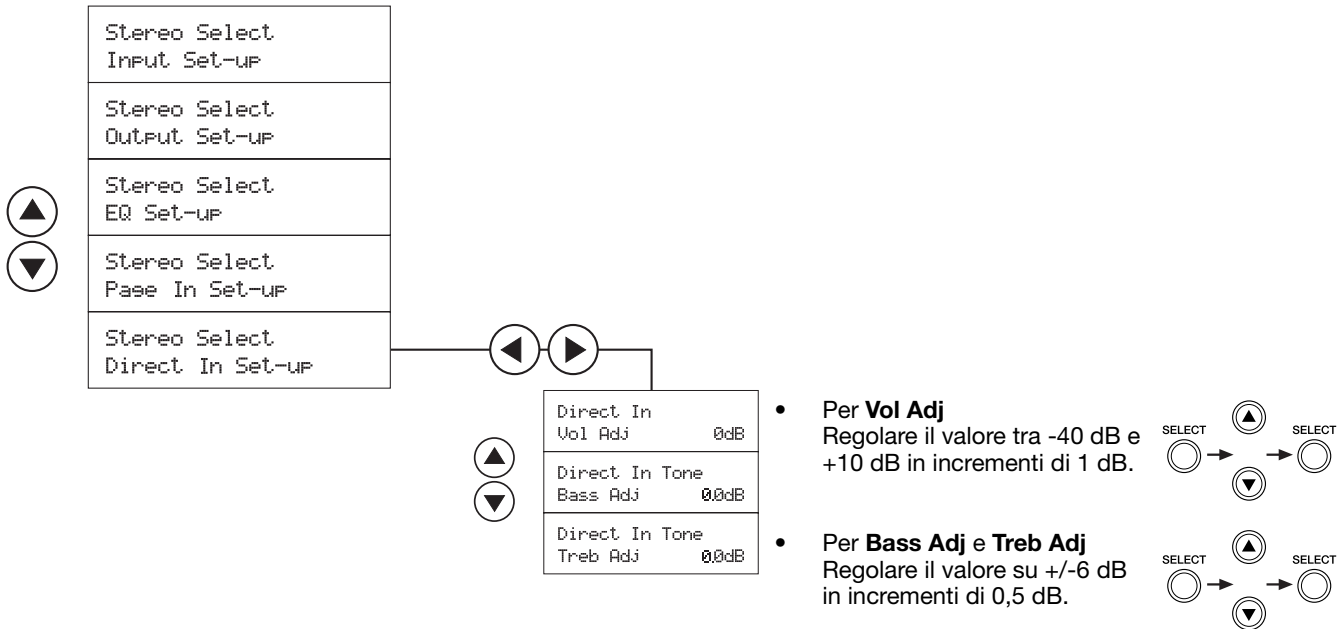 Stereo Select
Input Set-up
Stereo Select
Output Set-up
Stereo Select
EQ Set-up
Stereo Select
Page In Set-up
Stereo Select
Direct In Set-up
Direct In
Vol Adj 0dB
Direct In Tone
Bass Adj 0.0dB
Direct In Tone
Treb Adj 0.0dB
• Per Vol Adj
Regolare il valore tra -40 dB e
+10 dB in incrementi di 1 dB.
SELECT SELECT
• Per Bass Adj e Treb Adj
Regolare il valore su +/-6 dB
in incrementi di 0,5 dB.
SELECT SELECT